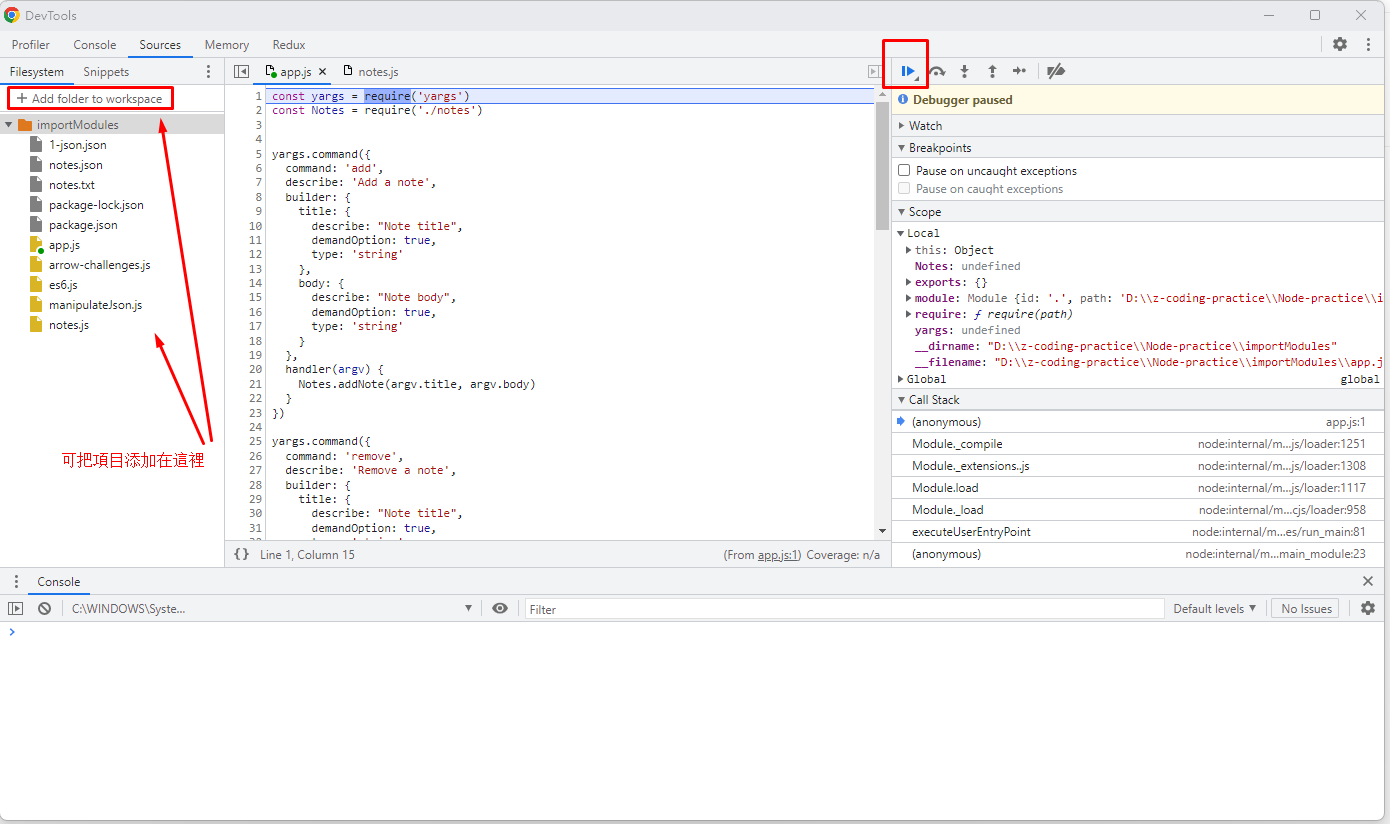 DevTools
Profiler Console Sources Memory Redux
Filesystem Snippets
app.js notes.js
+ Add folder to workspace
importModules
1-json.json
notes.json
notes.txt
package-lock.json
package.json
app.js
arrow-challenges.js
es6.js
manipulateJson.js
notes.js
可把項目添加在這裡
1 const yargs = require('yargs')
2 const Notes = require('./notes')
3
4
5 yargs.command({
6 command: 'add',
7 describe: 'Add a note',
8 builder: {
9 title: {
10 describe: "Note title",
11 demandOption: true,
12 type: 'string'
13 },
14 body: {
15 describe: "Note body",
16 demandOption: true,
17 type: 'string'
18 }
19 },
20 handler(argv) {
21 Notes.addNote(argv.title, argv.body)
22 }
23 })
24
25 yargs.command({
26 command: 'remove',
27 describe: 'Remove a note',
28 builder: {
29 title: {
30 describe: "Note title",
31 demandOption: true,
{} Line 1, Column 15 (From app.js:1) Coverage: n/a
Debugger paused
Watch
Breakpoints
Pause on uncaught exceptions
Pause on caught exceptions
Scope
Local
this: Object
Notes: undefined
exports: {}
module: Module {id: '.', path: 'D:\\z-coding-practice\\Node-practice\\i
require: ƒ require(path)
yargs: undefined
__dirname: "D:\\z-coding-practice\\Node-practice\\importModules"
__filename: "D:\\z-coding-practice\\Node-practice\\importModules\\app.j
Global global
Call Stack
(anonymous) app.js:1
Module._compile node:internal/m…js/loader:1251
Module._extensions..js node:internal/m…js/loader:1308
Module.load node:internal/m…js/loader:1117
Module._load node:internal/m…cjs/loader:958
executeUserEntryPoint node:internal/m…es/run_main:81
(anonymous) node:internal/m…main_module:23
Console
C:\WINDOWS\Syste… Filter Default levels No Issues